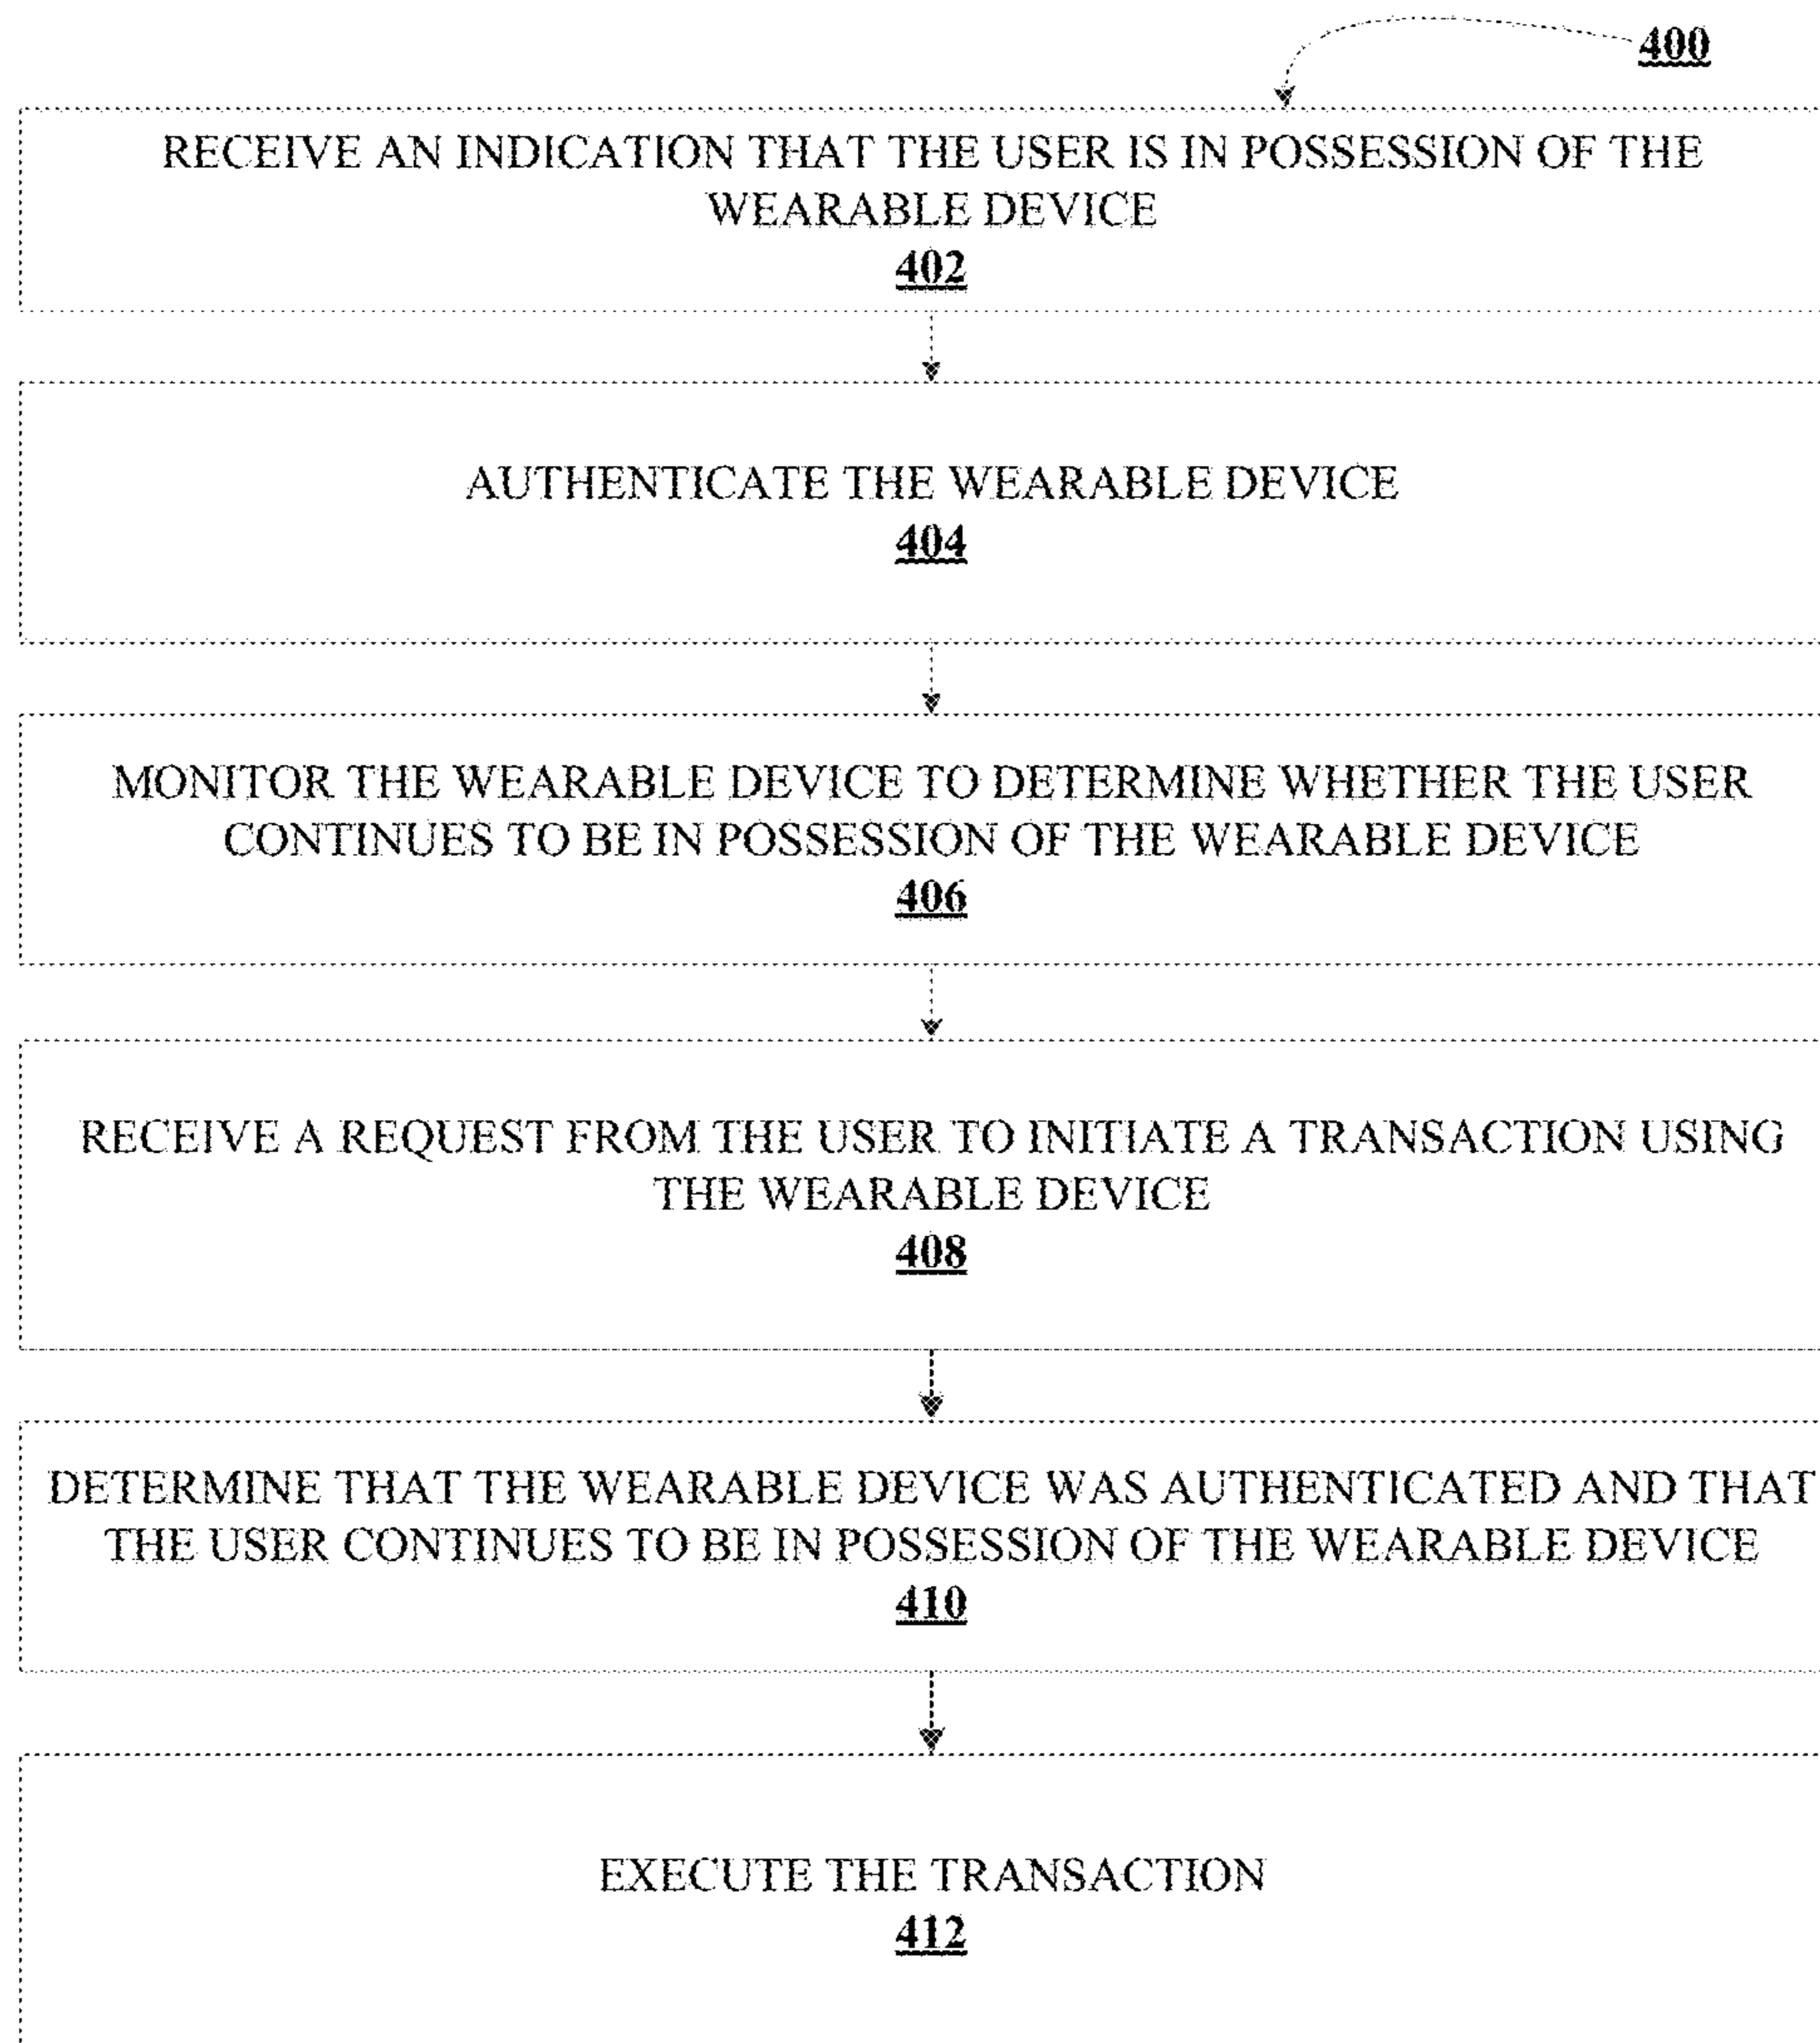 400
RECEIVE AN INDICATION THAT THE USER IS IN POSSESSION OF THE
WEARABLE DEVICE
402
AUTHENTICATE THE WEARABLE DEVICE
404
MONITOR THE WEARABLE DEVICE TO DETERMINE WHETHER THE USER
CONTINUES TO BE IN POSSESSION OF THE WEARABLE DEVICE
406
RECEIVE A REQUEST FROM THE USER TO INITIATE A TRANSACTION USING
THE WEARABLE DEVICE
408
DETERMINE THAT THE WEARABLE DEVICE WAS AUTHENTICATED AND THAT
THE USER CONTINUES TO BE IN POSSESSION OF THE WEARABLE DEVICE
410
EXECUTE THE TRANSACTION
412